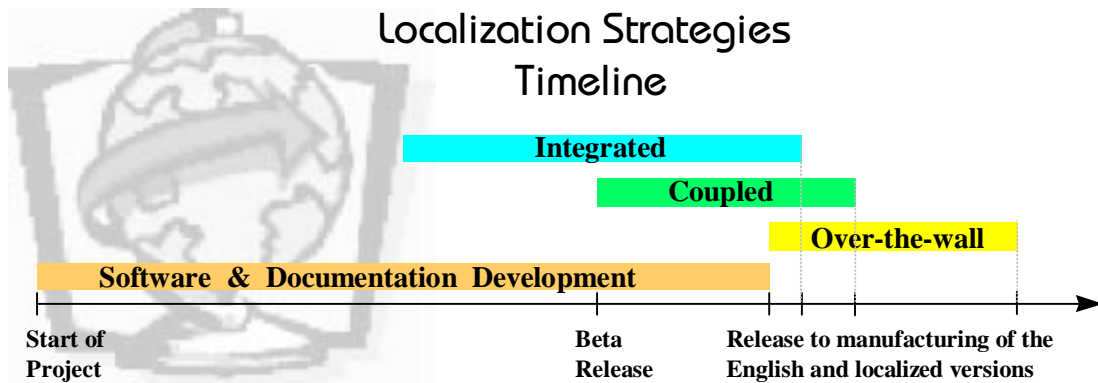 Localization Strategies
Timeline
Integrated
Coupled
Over-the-wall
Software & Documentation Development
Start of
Project
Beta
Release
Release to manufacturing of the
English and localized versions